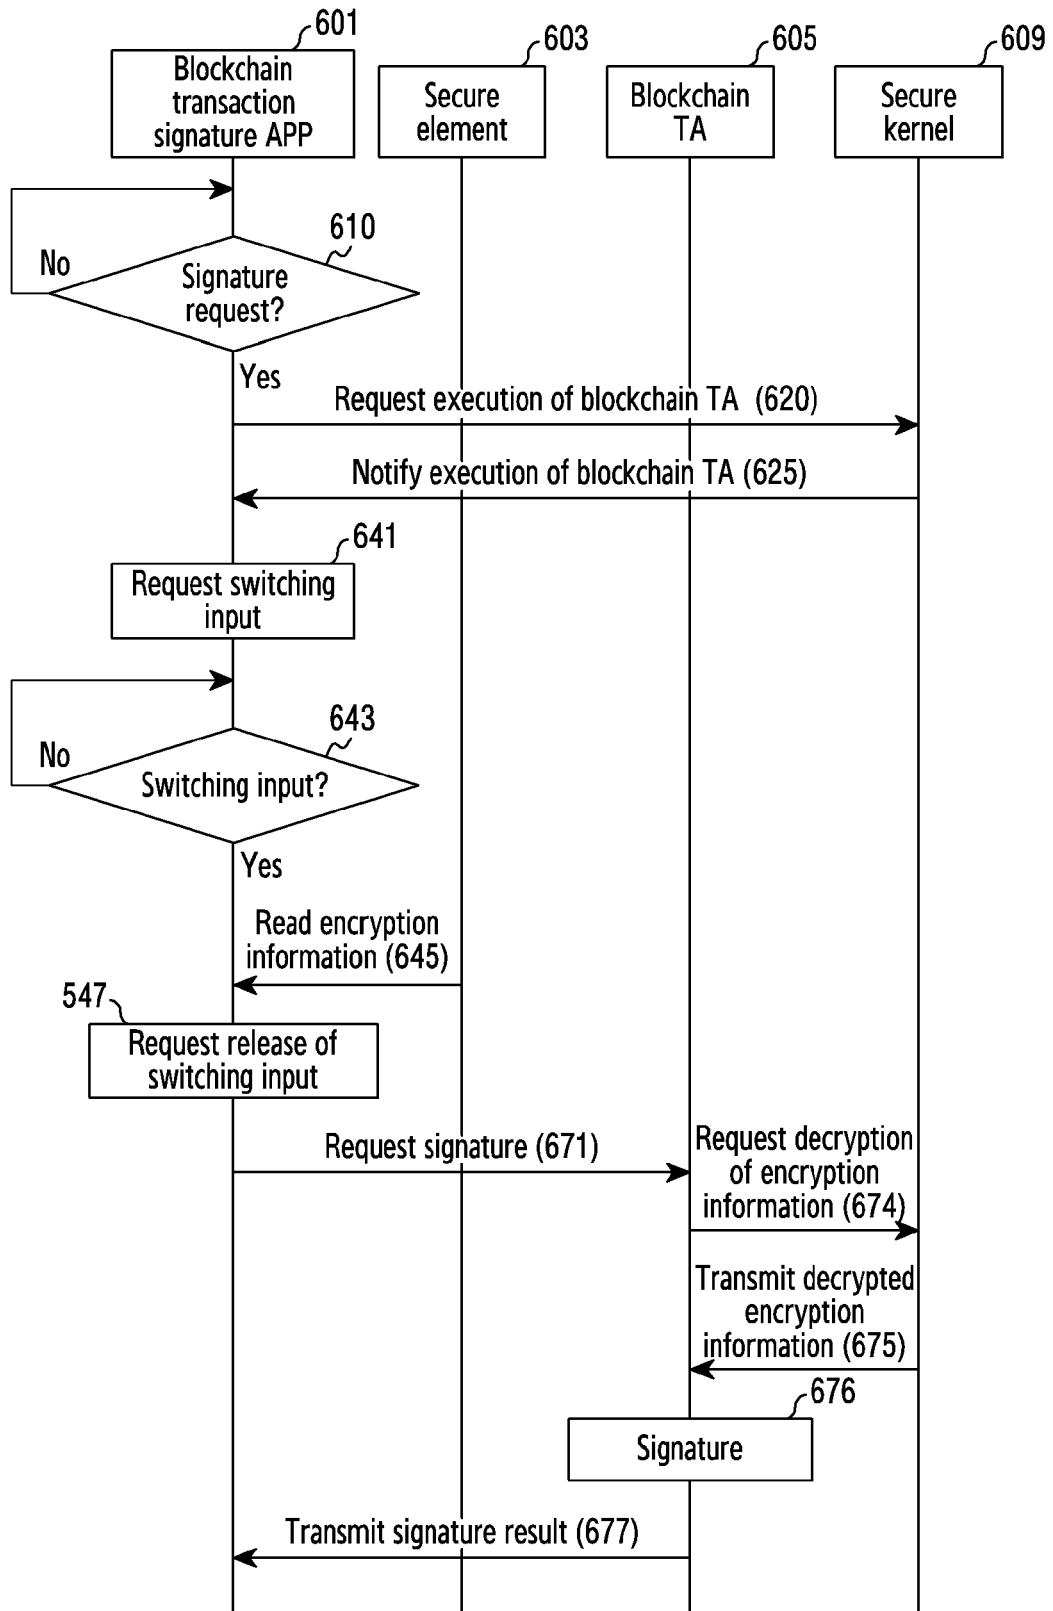 601
603
605
609
Blockchain
transaction
signature APP
Secure
element
Blockchain
TA
Secure
kernel
610
No
Signature
request?
Yes
Request execution of blockchain TA (620)
Notify execution of blockchain TA (625)
641
Request switching
input
643
No
Switching input?
Yes
Read encryption
information (645)
547
Request release of
switching input
Request signature (671)
Request decryption
of encryption
information (674)
Transmit decrypted
encryption
information (675)
676
Signature
Transmit signature result (677)